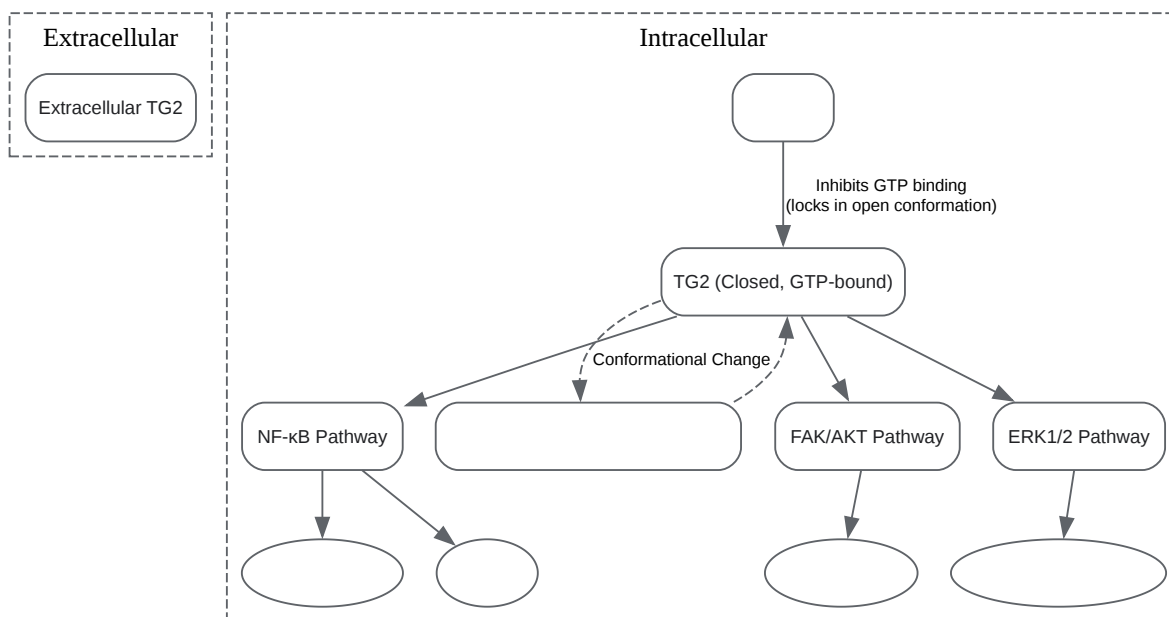 Extracellular
Extracellular TG2
Intracellular
Inhibits GTP binding
(locks in open conformation)
TG2 (Closed, GTP-bound)
Conformational Change
NF-κB Pathway
FAK/AKT Pathway
ERK1/2 Pathway